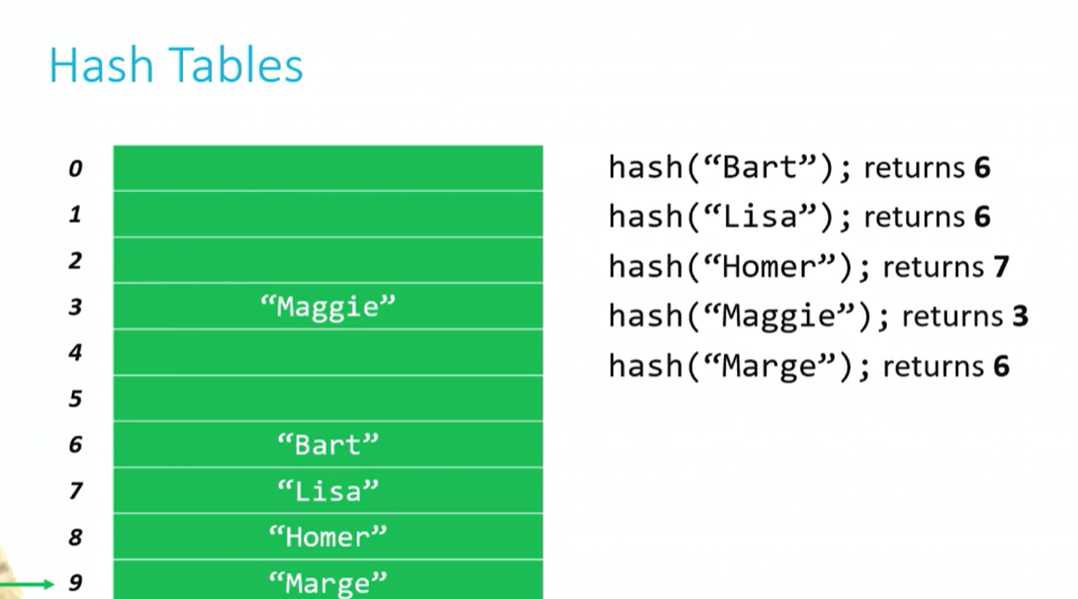 Hash Tables
0
1
2
3 “Maggie”
4
5
6 “Bart”
7 “Lisa”
8 “Homer”
9 “Marge”
hash(“Bart”); returns 6
hash(“Lisa”); returns 6
hash(“Homer”); returns 7
hash(“Maggie”); returns 3
hash(“Marge”); returns 6